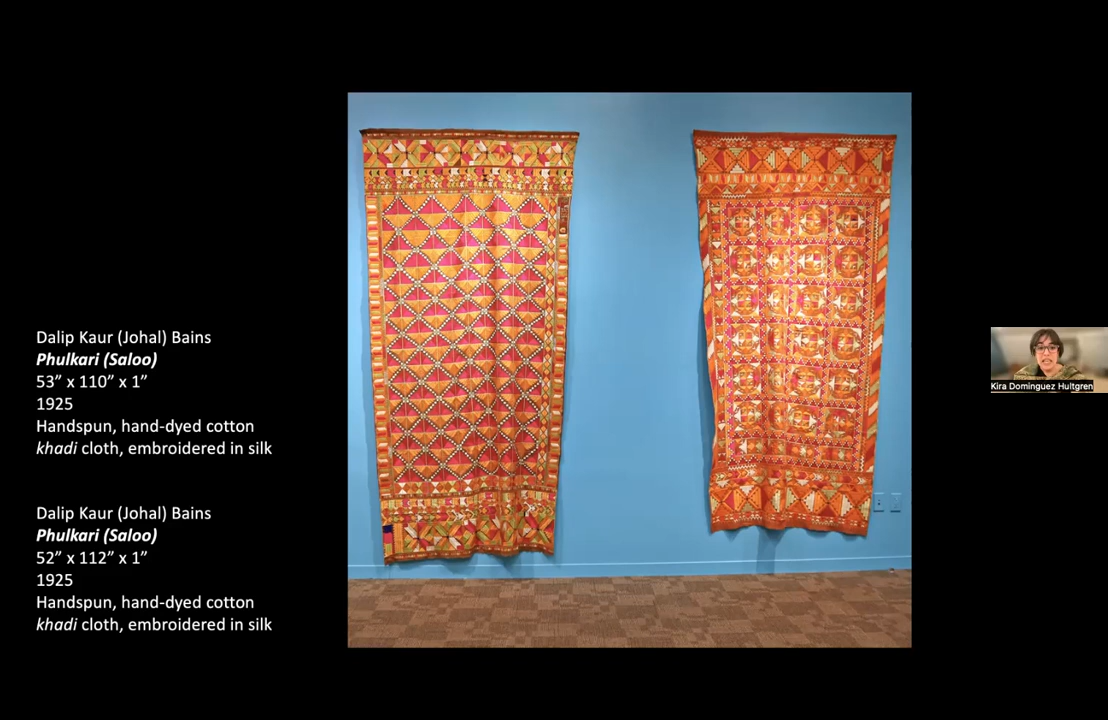 Dalip Kaur (Johal) Bains
Phulkari (Saloo)
53” x 110” x 1”
1925
Handspun, hand-dyed cotton
khadi cloth, embroidered in silk
Dalip Kaur (Johal) Bains
Phulkari (Saloo)
52” x 112” x 1”
1925
Handspun, hand-dyed cotton
khadi cloth, embroidered in silk
Kira Dominguez Hultgren